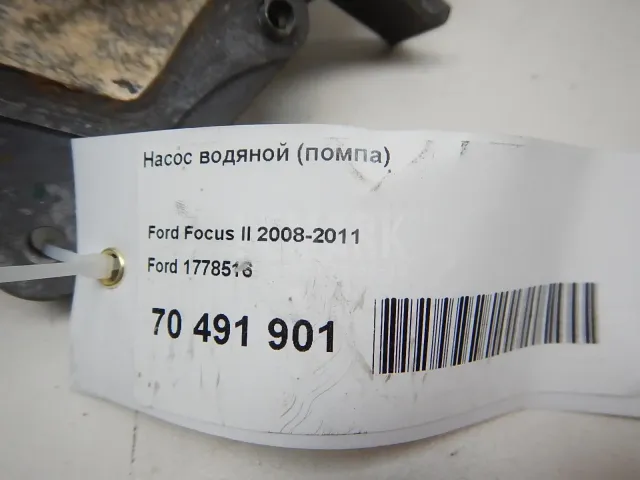 Насос водяной (помпа)
Ford Focus II 2008-2011
Ford 1778516
70 491 901